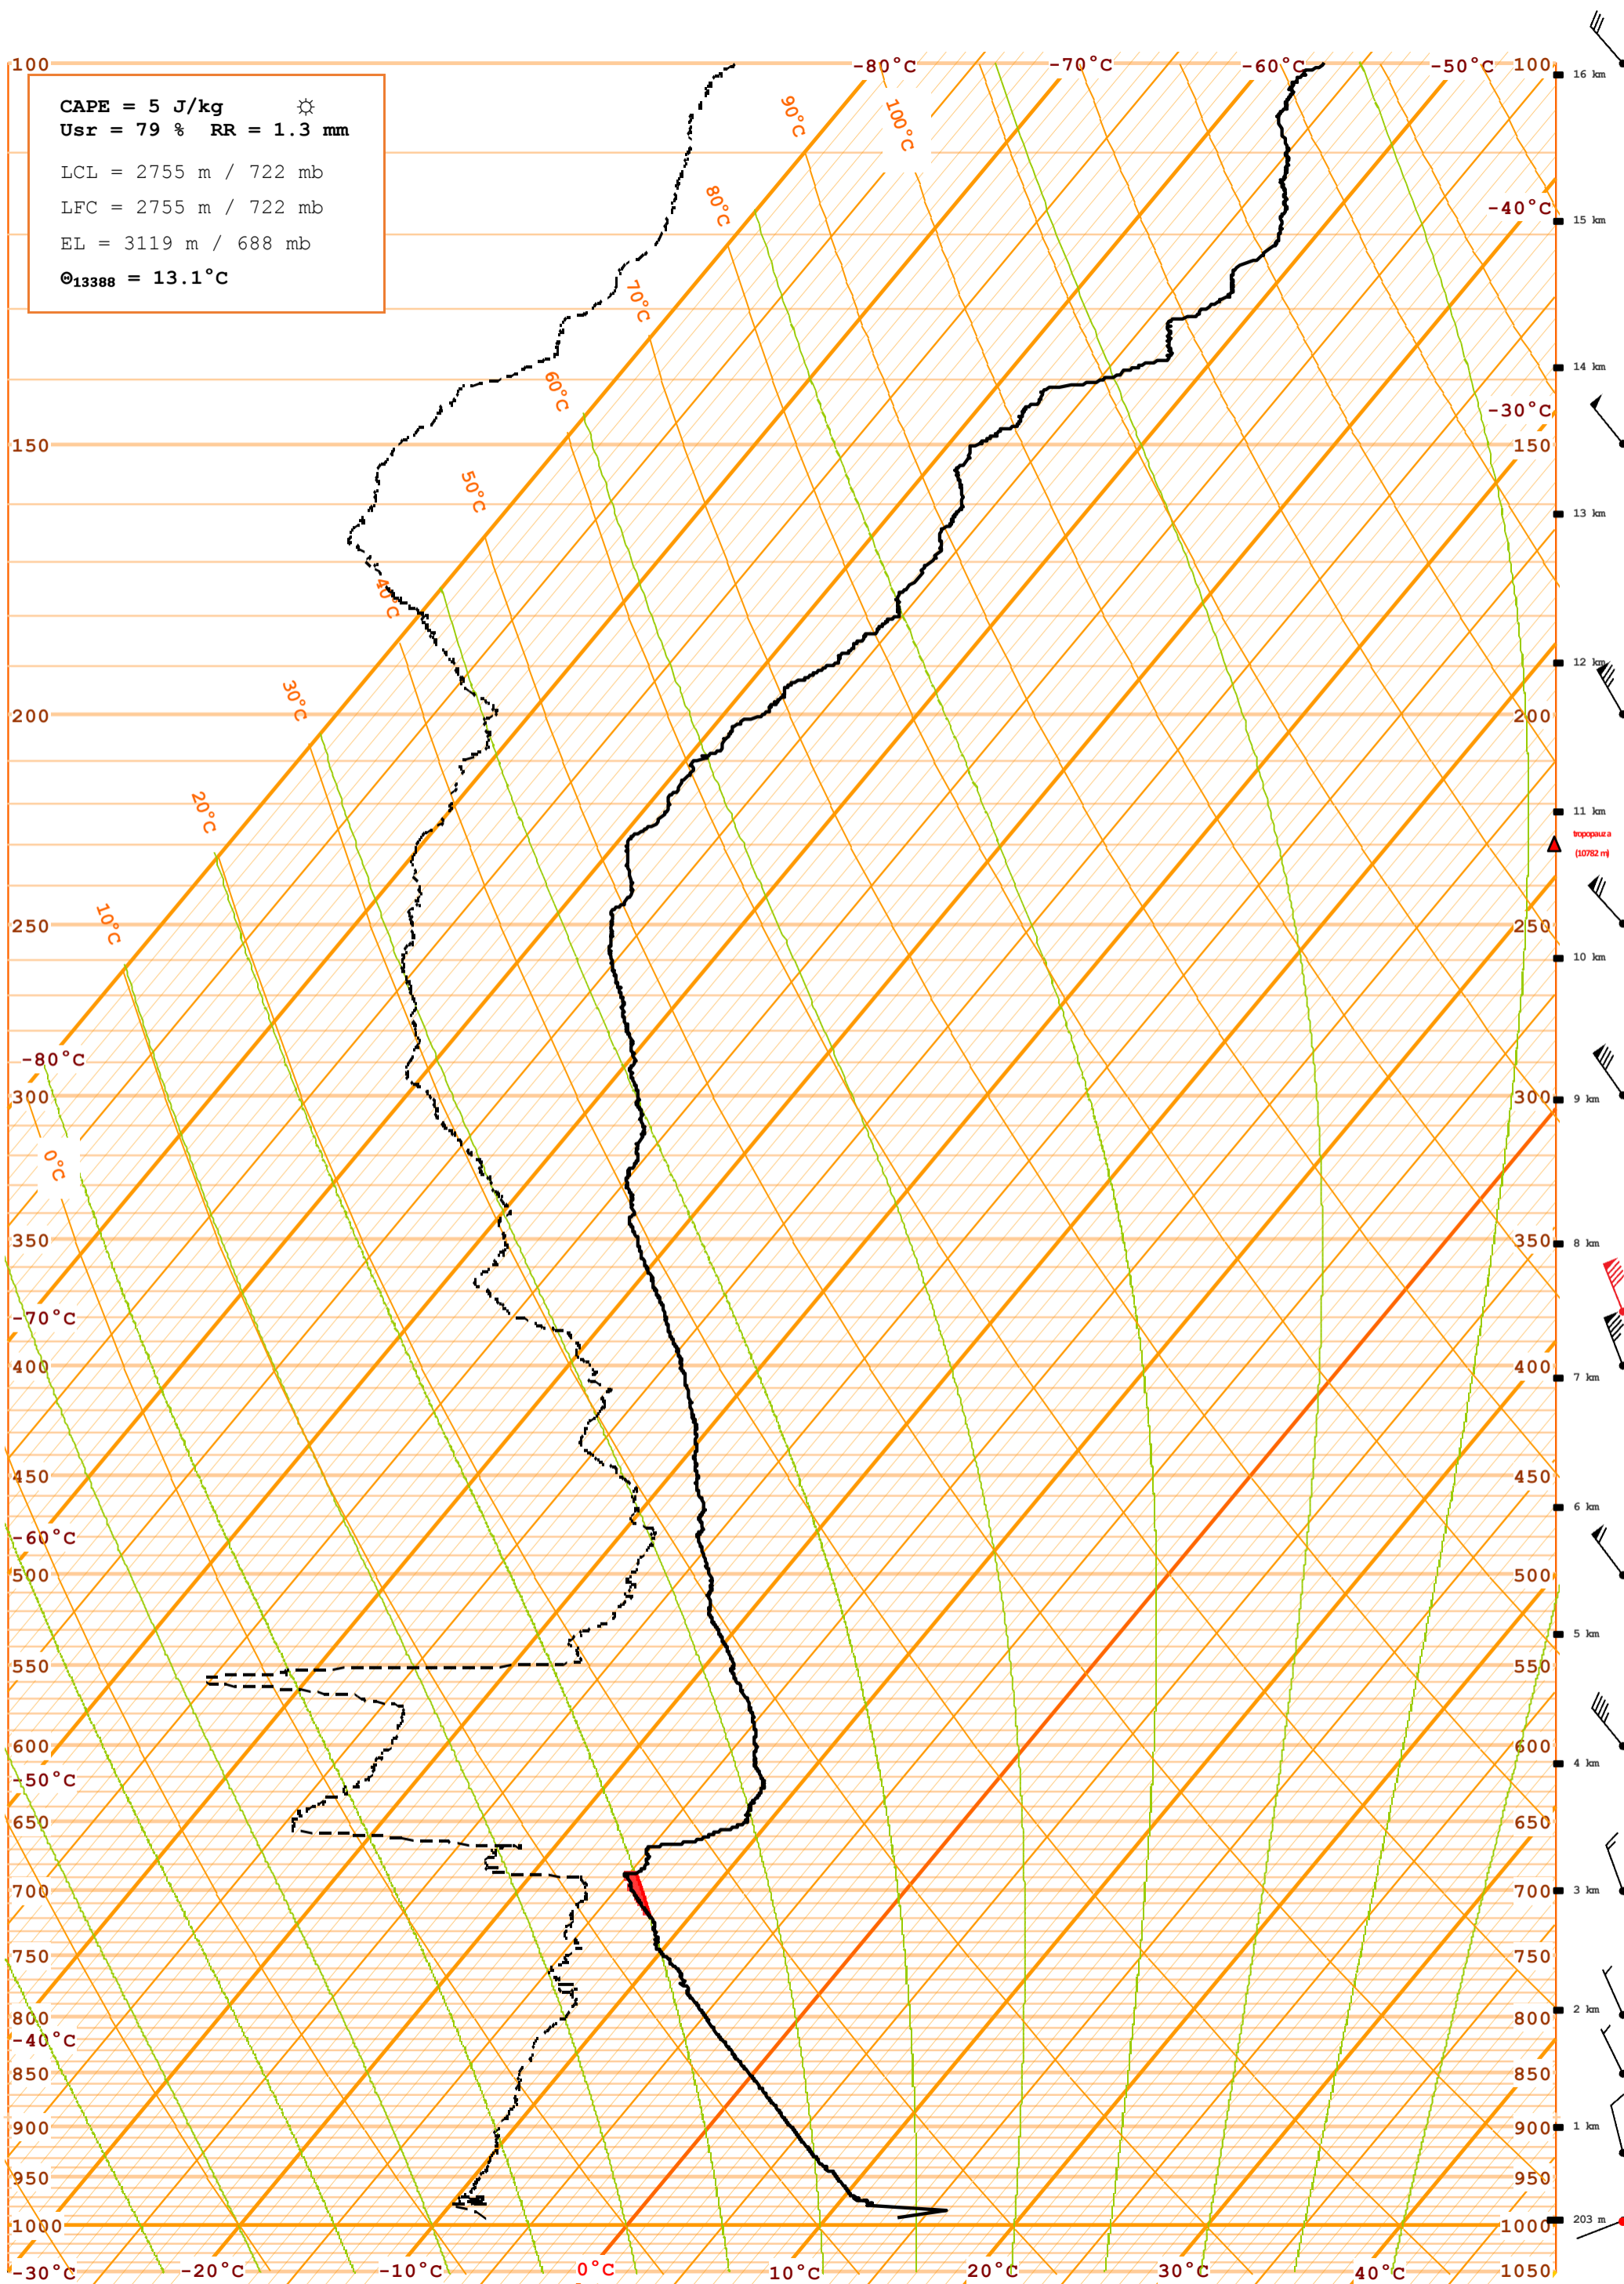 100 -80°C -70°C -60°C -50°C 100
16 km
CAPE = 5 J/kg ☼
Usr = 79 % RR = 1.3 mm
LCL = 2755 m / 722 mb
LFC = 2755 m / 722 mb
EL = 3119 m / 688 mb
Θ13388 = 13.1°C
90°C 100°C
80°C
-40°C
15 km
70°C
14 km
60°C
-30°C
150 150
50°C
13 km
40°C
12 km
30°C
200 200
20°C
11 km
tropopauza
(10782 m)
10°C
250 250
10 km
-80°C
300 300
9 km
0°C
350 350
8 km
-70°C
400 400
7 km
450 450
6 km
-60°C
500 500
5 km
550 550
600 600
4 km
-50°C
650 650
700 700
3 km
750 750
2 km
800 800
-40°C
850 850
900 900
1 km
950 950
203 m
1000 1000
-30°C -20°C -10°C 0°C 10°C 20°C 30°C 40°C 1050